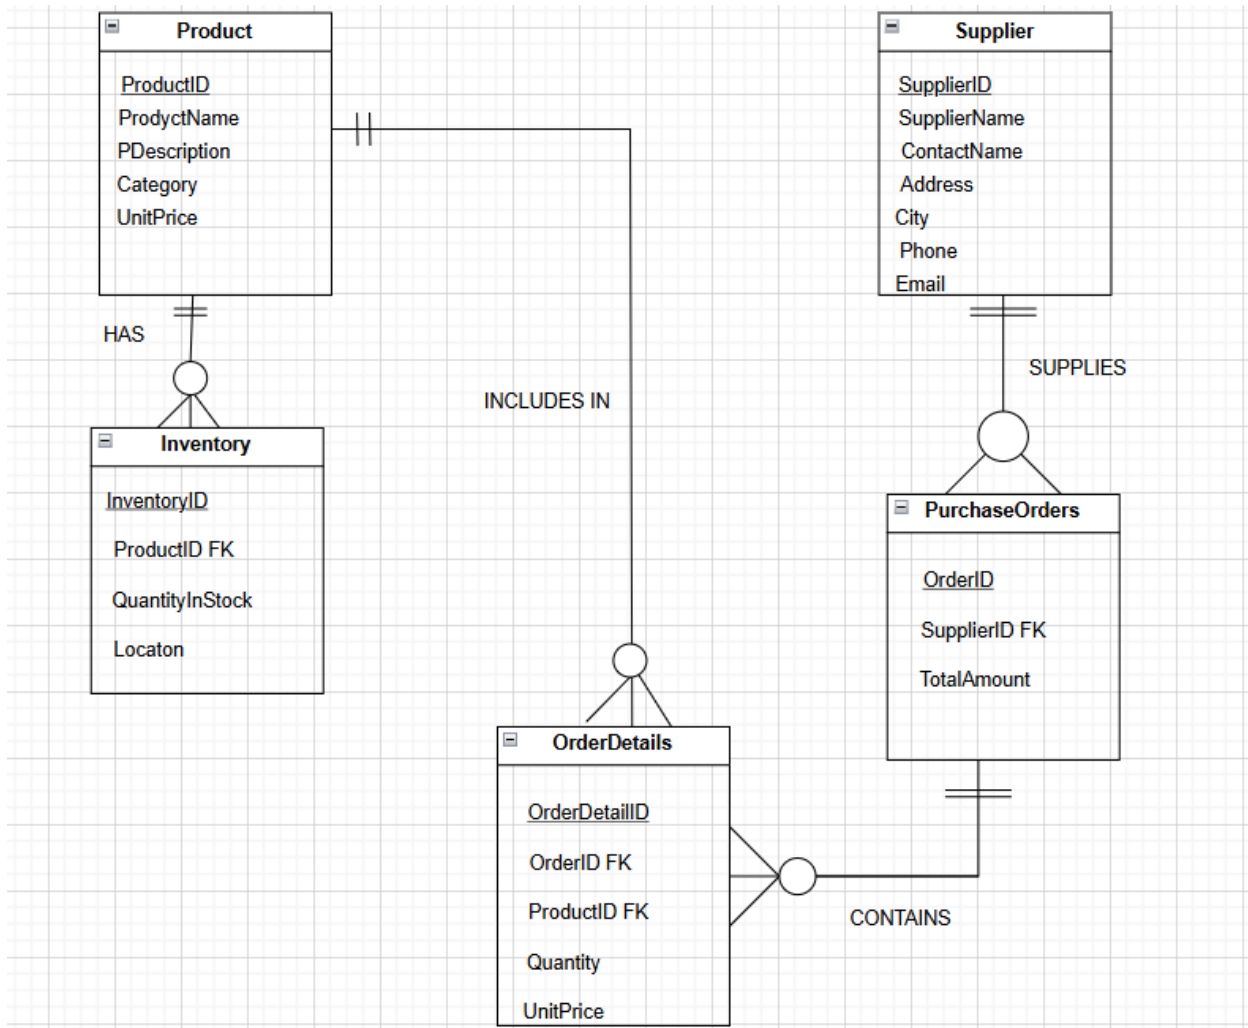 Product
ProductID
ProdyctName
PDescription
Category
UnitPrice
Supplier
SupplierID
SupplierName
ContactName
Address
City
Phone
Email
HAS
INCLUDES IN
SUPPLIES
Inventory
InventoryID
ProductID FK
QuantityInStock
Locaton
PurchaseOrders
OrderID
SupplierID FK
TotalAmount
OrderDetails
OrderDetailID
OrderID FK
ProductID FK
Quantity
UnitPrice
CONTAINS